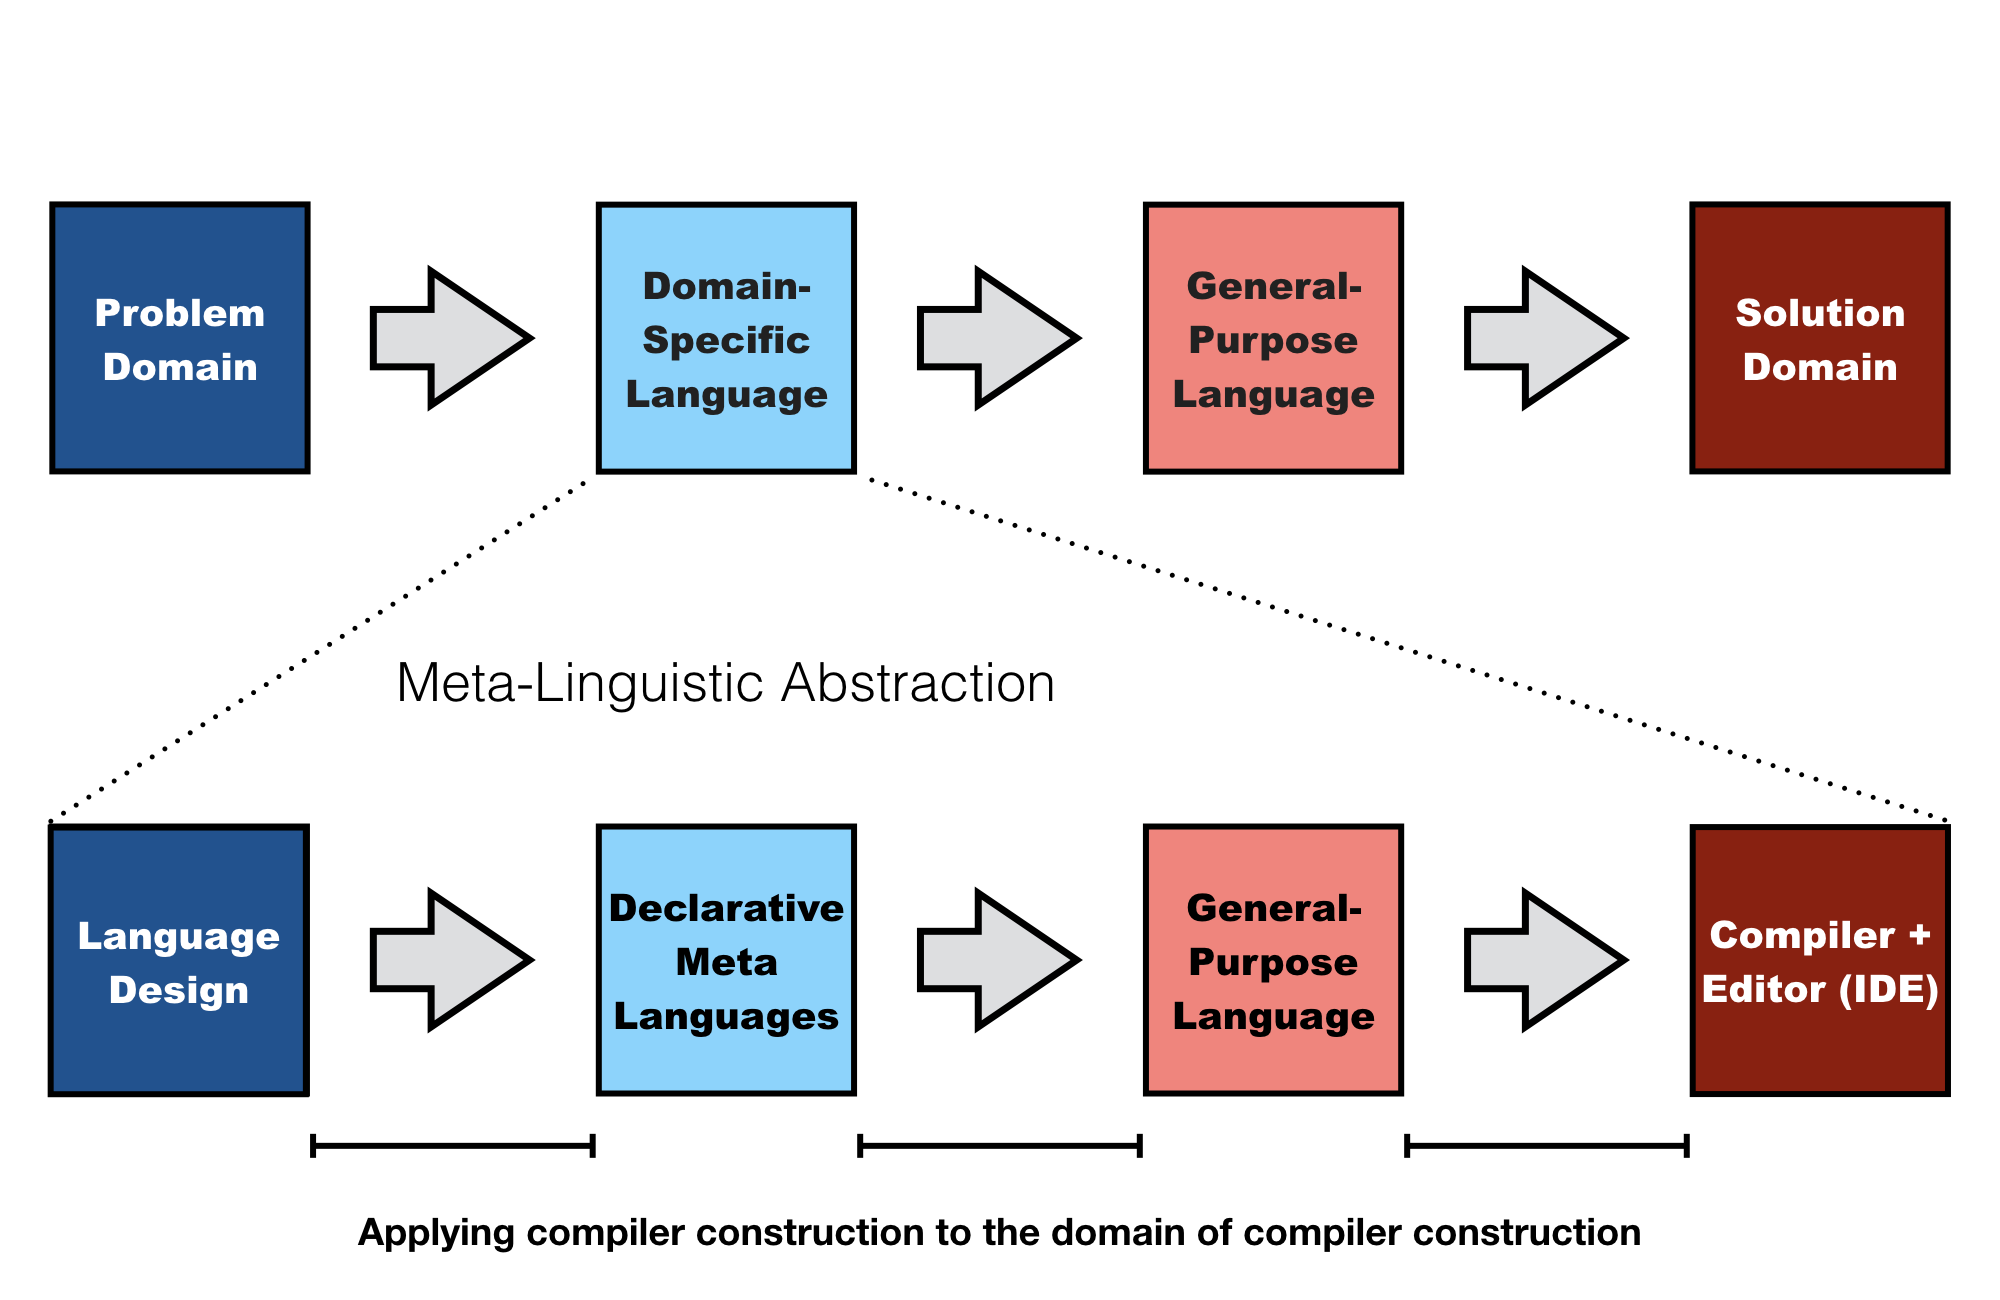 Problem
Domain
Domain-
Specific
Language
General-
Purpose
Language
Solution
Domain
Meta-Linguistic Abstraction
Language
Design
Declarative
Meta
Languages
General-
Purpose
Language
Compiler +
Editor (IDE)
Applying compiler construction to the domain of compiler construction